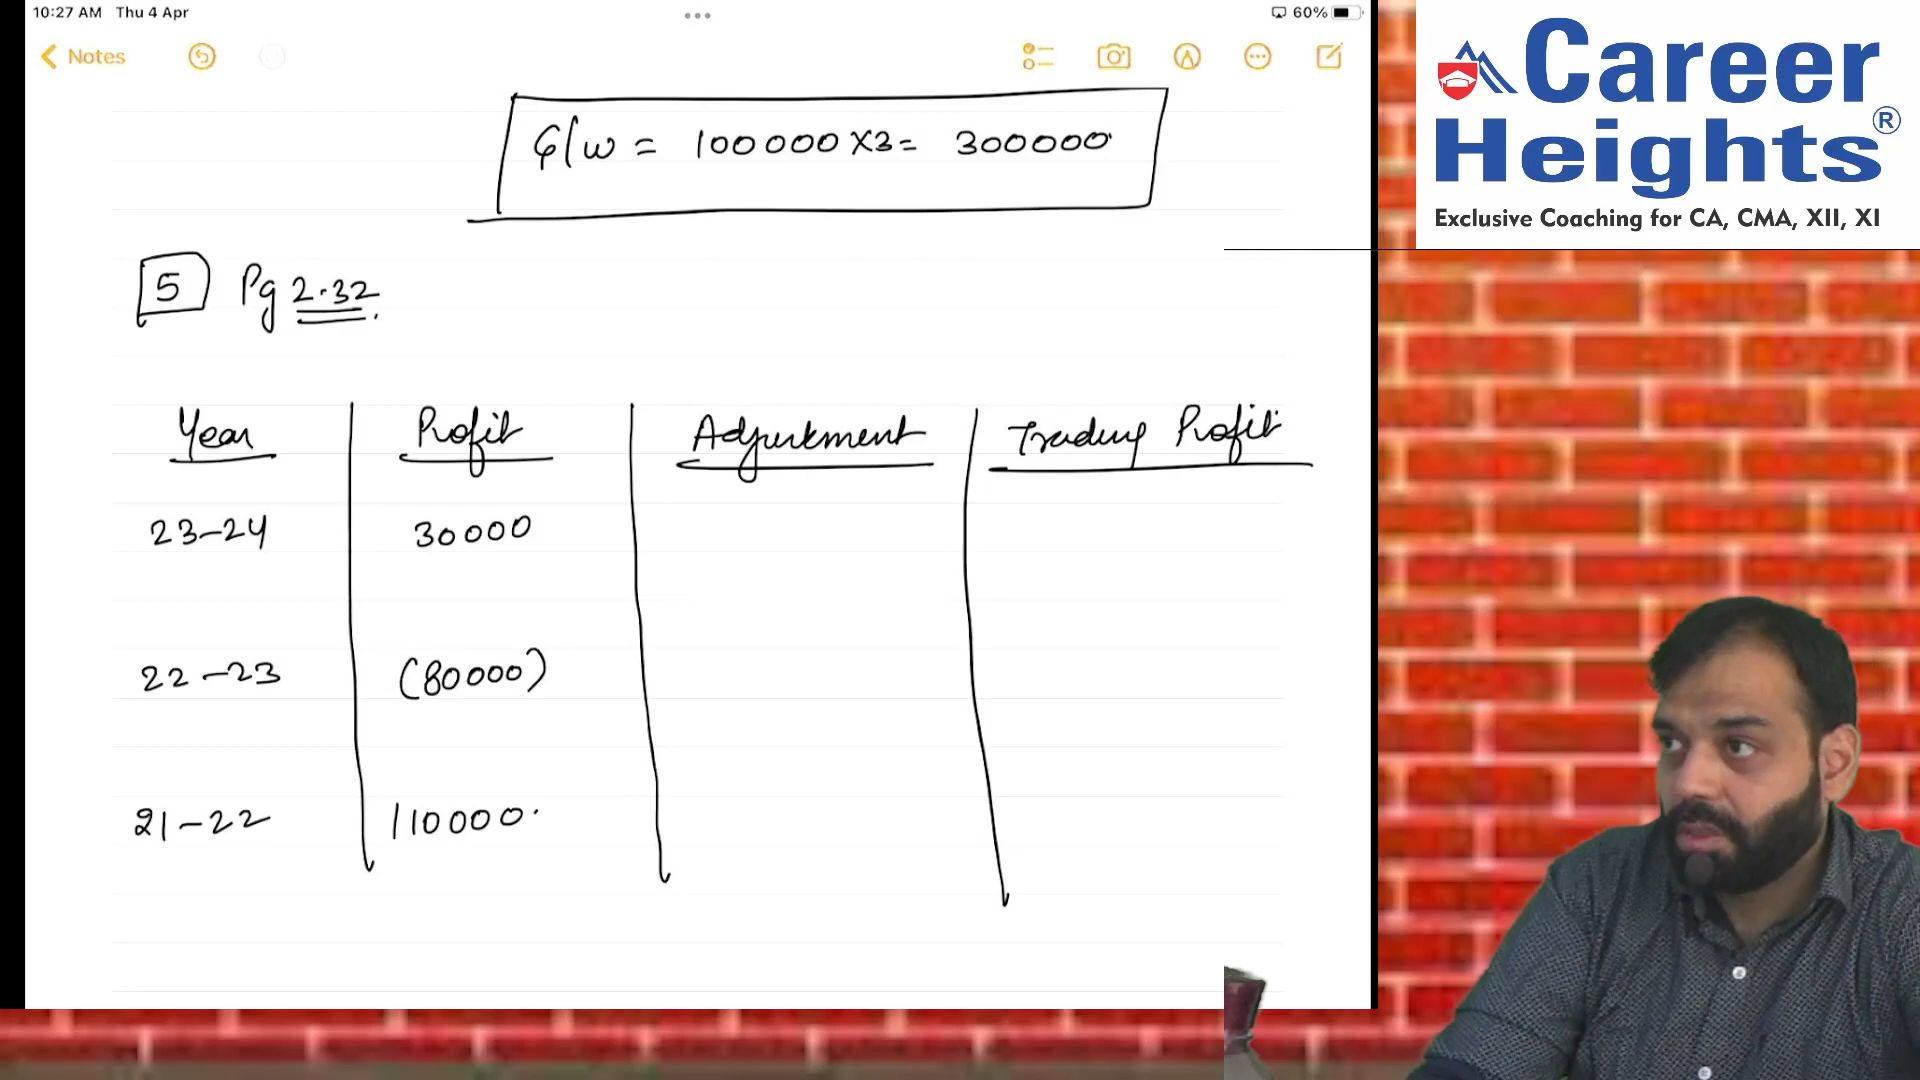 10:27 AM Thu 4 Apr
60%
Notes
G/w = 100000 X3 = 300000
5 Pg 2.32.
Year Profit Adjustment Trading Profit
23-24 30000
22-23 (80000)
21-22 110000
Career
Heights®
Exclusive Coaching for CA, CMA, XII, XI